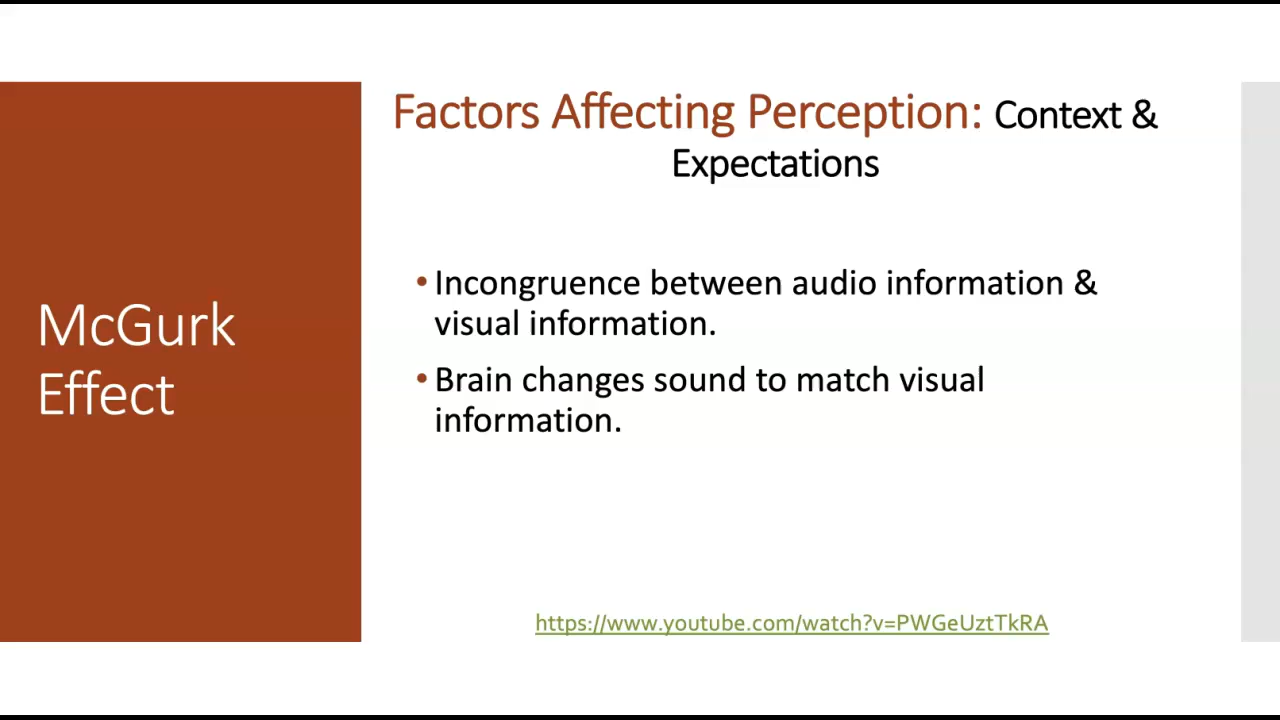 McGurk
Effect
Factors Affecting Perception: Context &
Expectations
• Incongruence between audio information &
visual information.
• Brain changes sound to match visual
information.
https://www.youtube.com/watch?v=PWGeUztTkRA